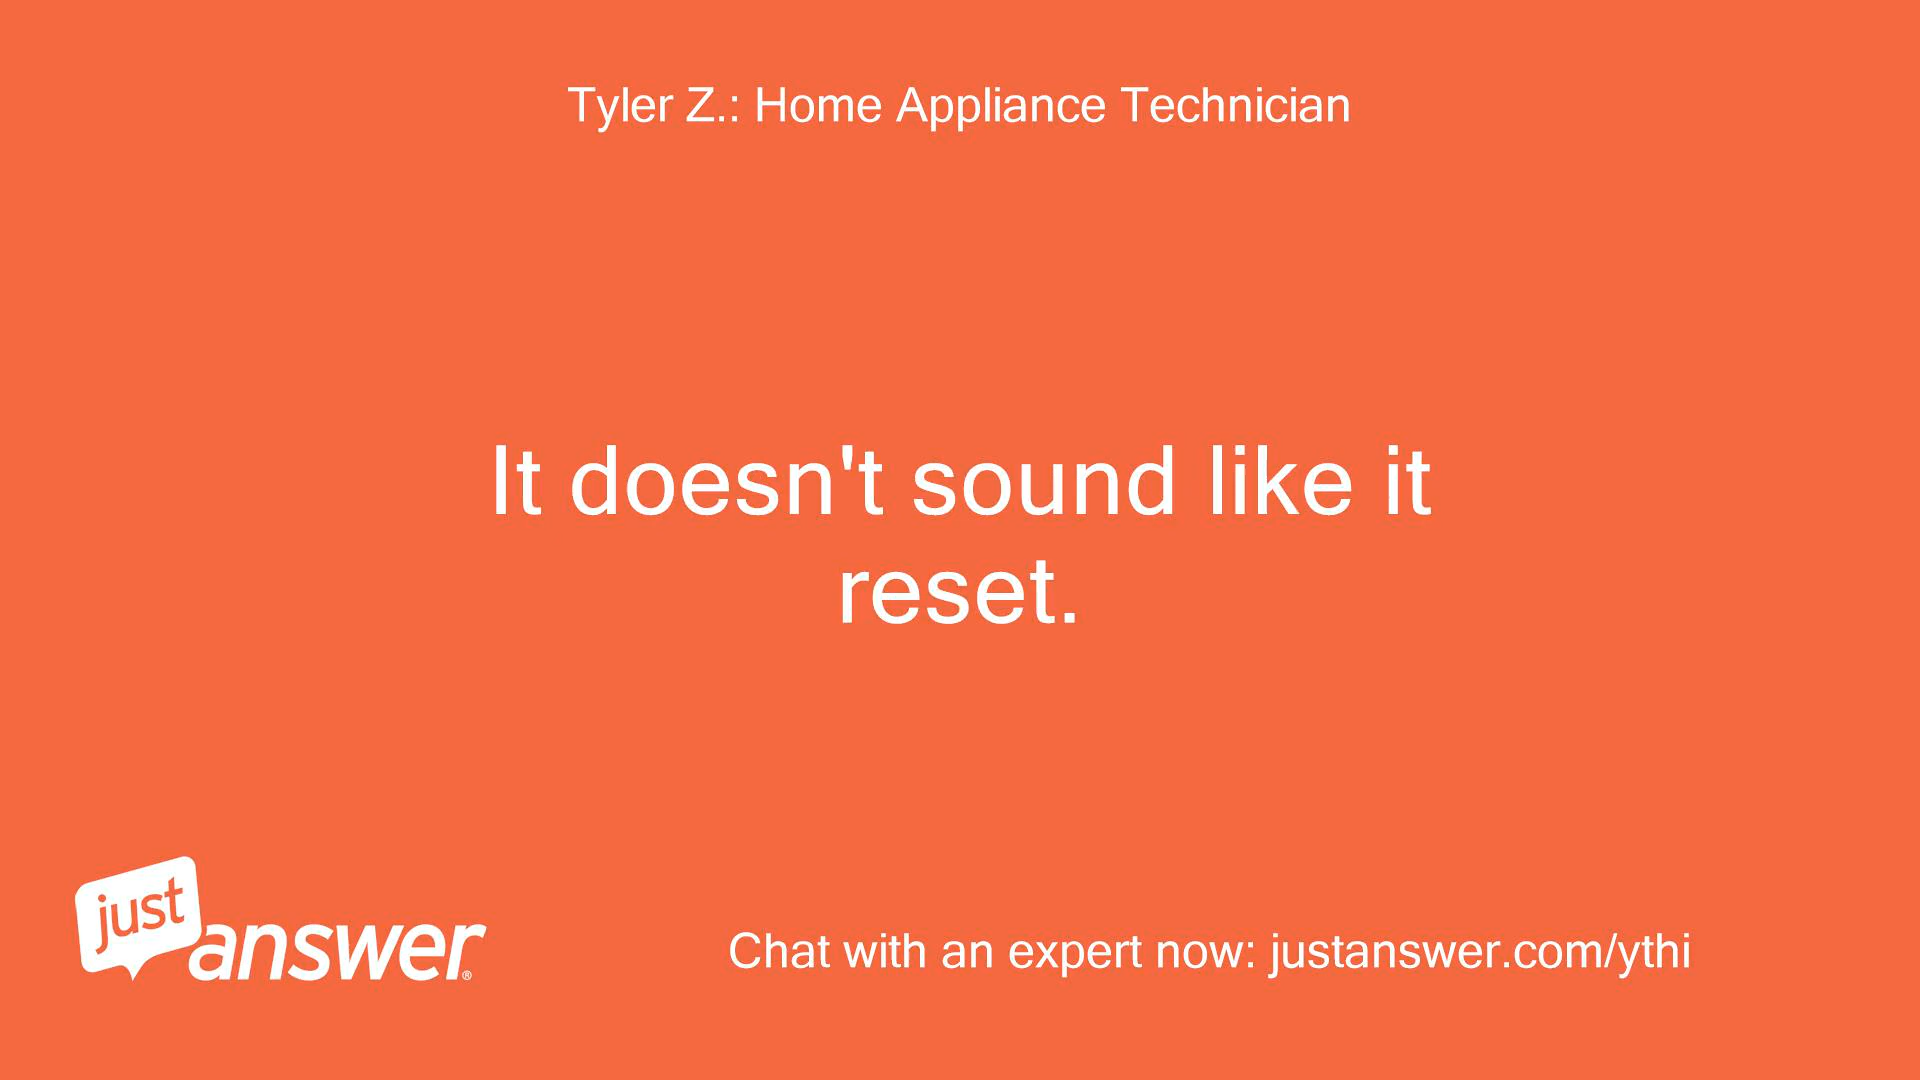 Tyler Z.: Home Appliance Technician
It doesn't sound like it
reset.
just
answer®
Chat with an expert now: justanswer.com/ythi